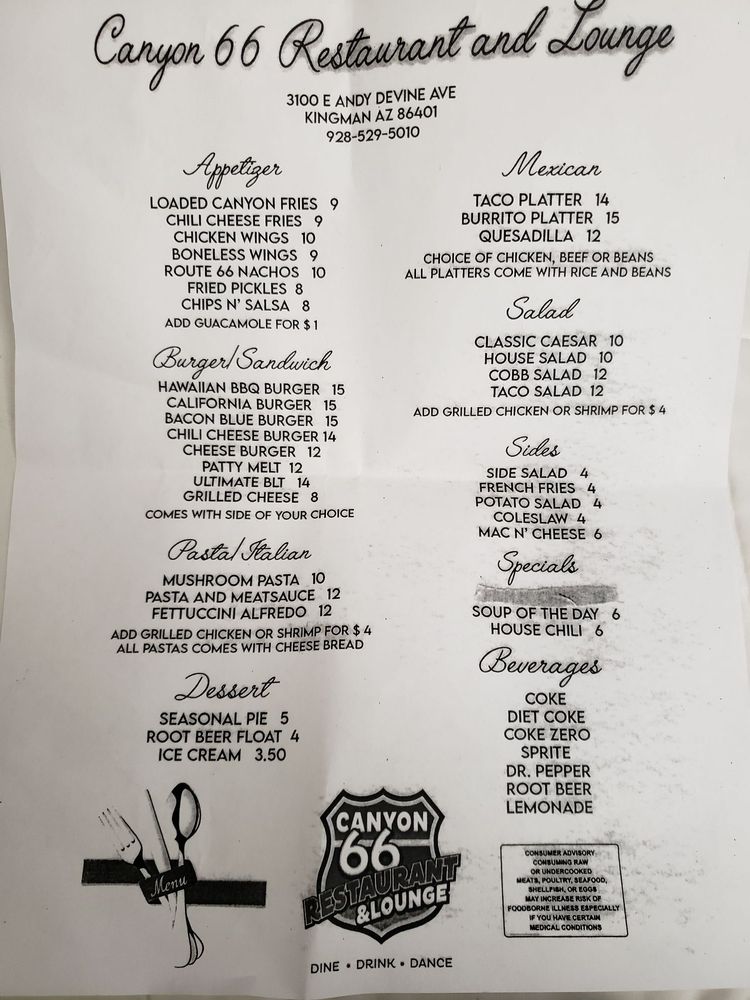 Canyon 66 Restaurant and Lounge
3100 E ANDY DEVINE AVE
KINGMAN AZ 86401
928-529-5010
Appetizer
LOADED CANYON FRIES 9
CHILI CHEESE FRIES 9
CHICKEN WINGS 10
BONELESS WINGS 9
ROUTE 66 NACHOS 10
FRIED PICKLES 8
CHIPS N' SALSA 8
ADD GUACAMOLE FOR $ 1
Burger/Sandwich
HAWAIIAN BBQ BURGER 15
CALIFORNIA BURGER 15
BACON BLUE BURGER 15
CHILI CHEESE BURGER 14
CHEESE BURGER 12
PATTY MELT 12
ULTIMATE BLT 14
GRILLED CHEESE 8
COMES WITH SIDE OF YOUR CHOICE
Pasta/Italian
MUSHROOM PASTA 10
PASTA AND MEATSAUCE 12
FETTUCCINI ALFREDO 12
ADD GRILLED CHICKEN OR SHRIMP FOR $ 4
ALL PASTAS COMES WITH CHEESE BREAD
Dessert
SEASONAL PIE 5
ROOT BEER FLOAT 4
ICE CREAM 3.50
Mexican
TACO PLATTER 14
BURRITO PLATTER 15
QUESADILLA 12
CHOICE OF CHICKEN, BEEF OR BEANS
ALL PLATTERS COME WITH RICE AND BEANS
Salad
CLASSIC CAESAR 10
HOUSE SALAD 10
COBB SALAD 12
TACO SALAD 12
ADD GRILLED CHICKEN OR SHRIMP FOR $ 4
Sides
SIDE SALAD 4
FRENCH FRIES 4
POTATO SALAD 4
COLESLAW 4
MAC N' CHEESE 6
Specials
SOUP OF THE DAY 6
HOUSE CHILI 6
Beverages
COKE
DIET COKE
COKE ZERO
SPRITE
DR. PEPPER
ROOT BEER
LEMONADE
Menu
CANYON
66
RESTAURANT
&LOUNGE
DINE • DRINK • DANCE
CONSUMER ADVISORY
CONSUMING RAW
OR UNDERCOOKED
MEATS, POULTRY, SEAFOOD,
SHELLFISH, OR EGGS
MAY INCREASE RISK OF
FOODBORNE ILLNESS ESPECIALLY
IF YOU HAVE CERTAIN
MEDICAL CONDITIONS